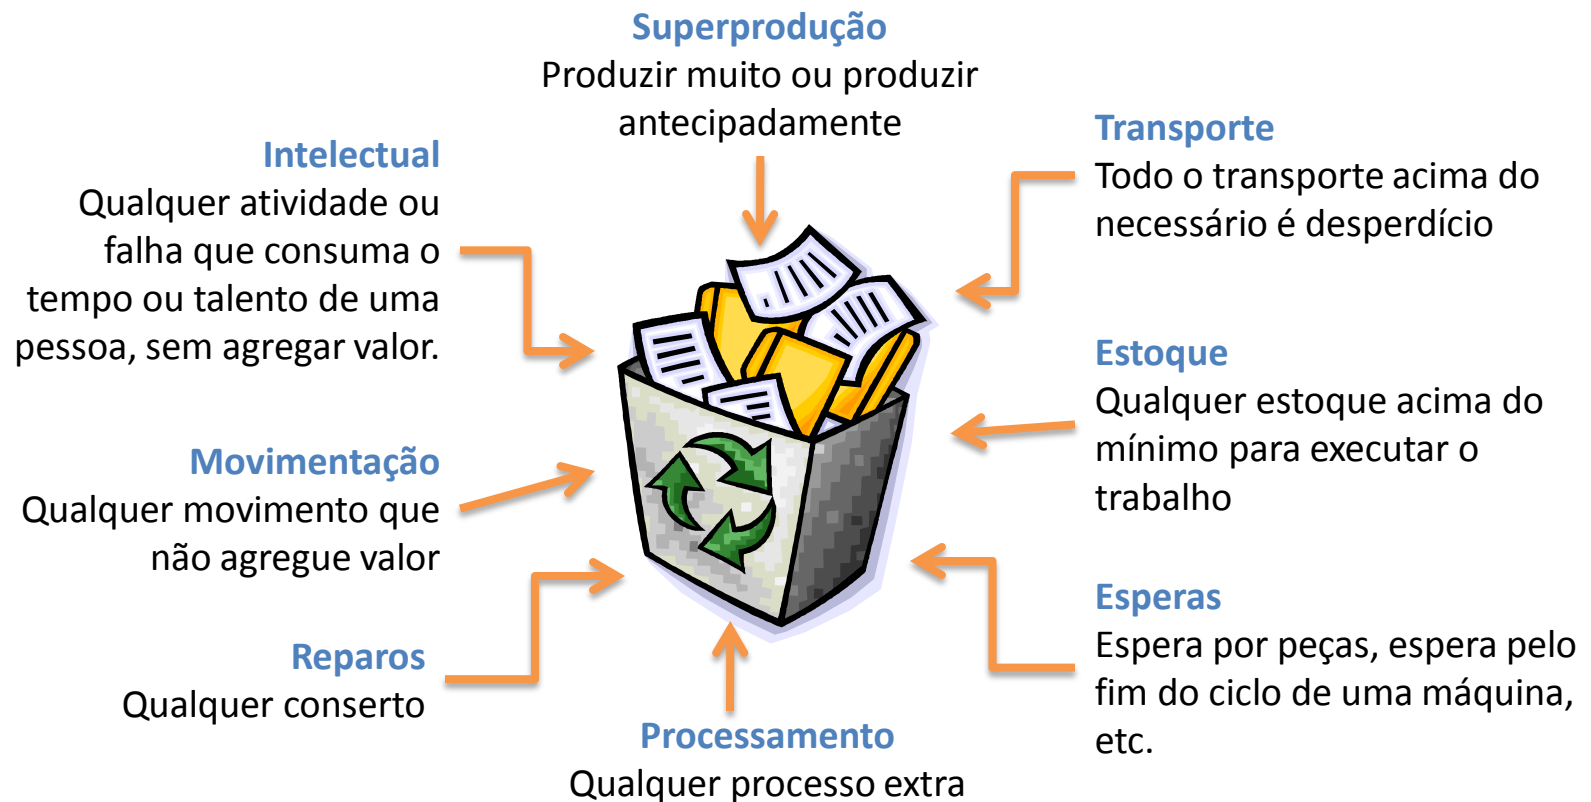 Superprodução
Produzir muito ou produzir
antecipadamente
Transporte
Todo o transporte acima do
necessário é desperdício
Estoque
Qualquer estoque acima do
mínimo para executar o
trabalho
Esperas
Espera por peças, espera pelo
fim do ciclo de uma máquina,
etc.
Processamento
Qualquer processo extra
Reparos
Qualquer conserto
Movimentação
Qualquer movimento que
não agregue valor
Intelectual
Qualquer atividade ou
falha que consuma o
tempo ou talento de uma
pessoa, sem agregar valor.